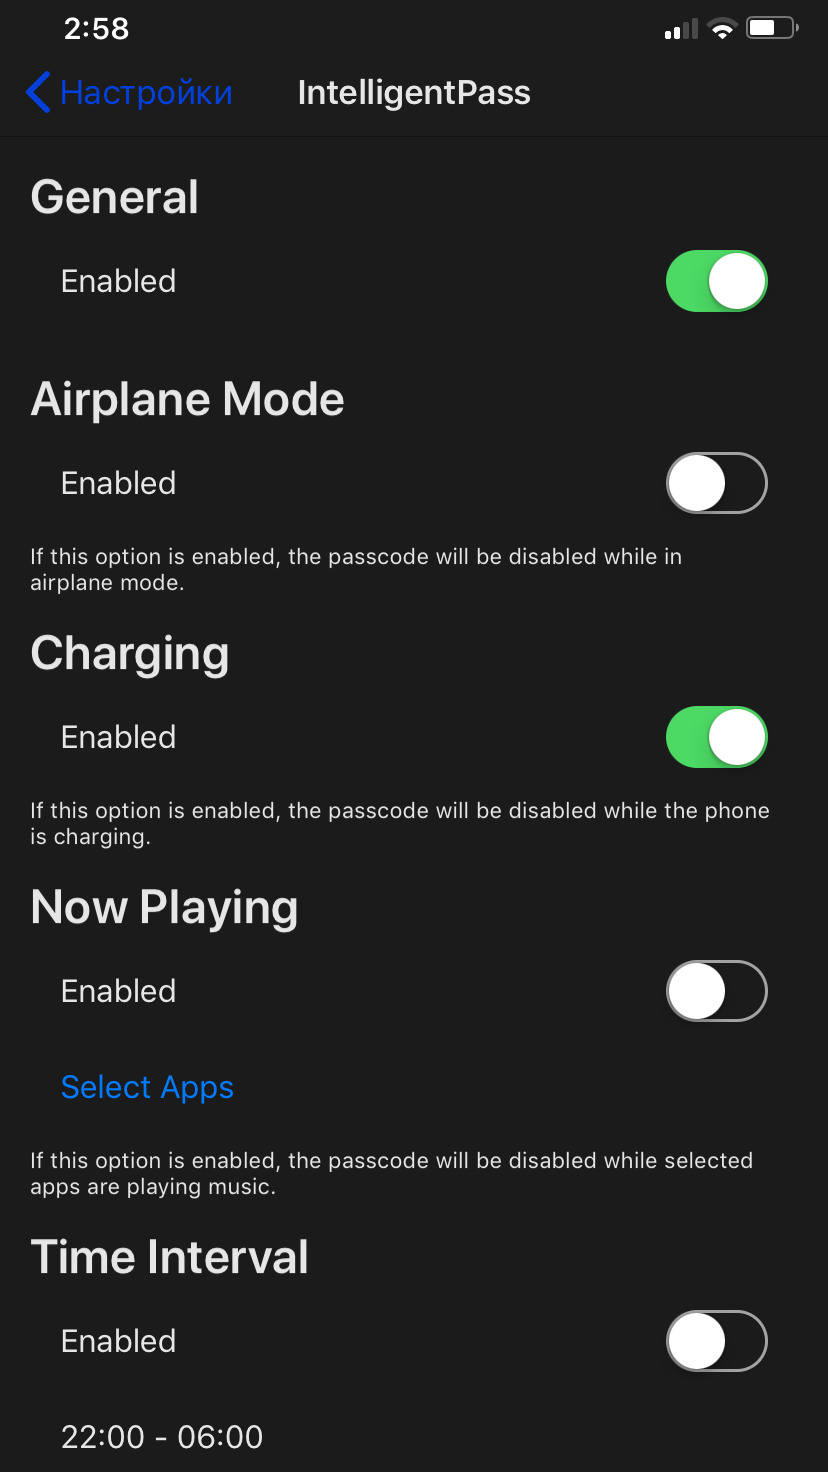 2:58
Настройки IntelligentPass
General
Enabled
Airplane Mode
Enabled
If this option is enabled, the passcode will be disabled while in
airplane mode.
Charging
Enabled
If this option is enabled, the passcode will be disabled while the phone
is charging.
Now Playing
Enabled
Select Apps
If this option is enabled, the passcode will be disabled while selected
apps are playing music.
Time Interval
Enabled
22:00 - 06:00